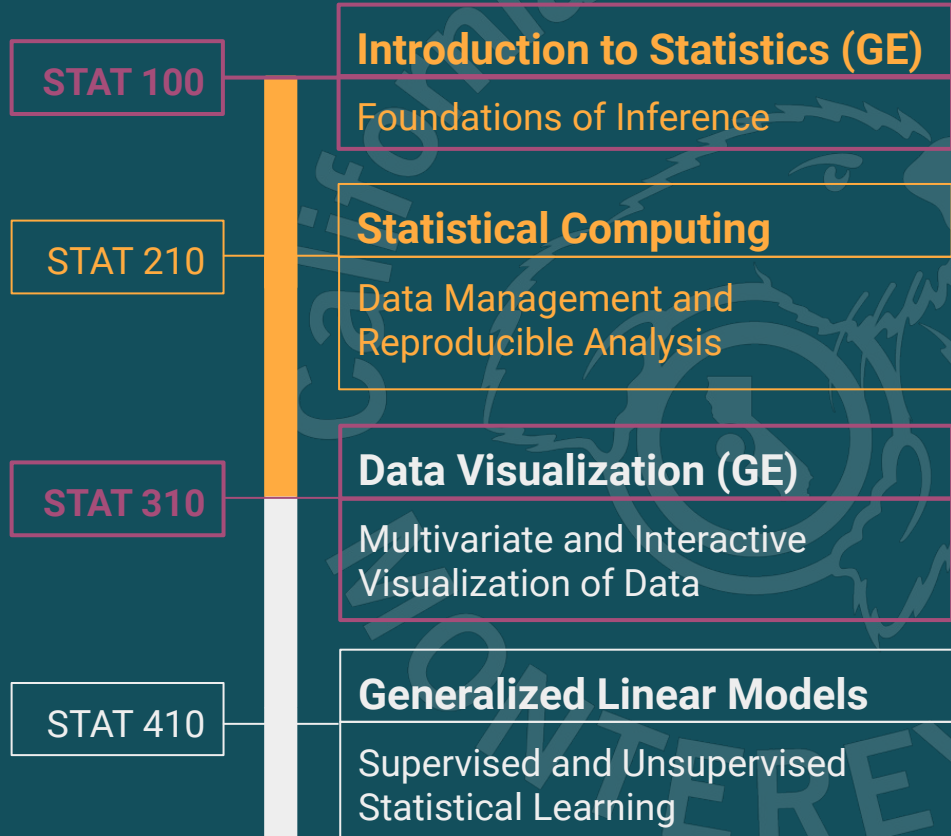 STAT 100
Introduction to Statistics (GE)
Foundations of Inference
STAT 210
Statistical Computing
Data Management and
Reproducible Analysis
STAT 310
Data Visualization (GE)
Multivariate and Interactive
Visualization of Data
STAT 410
Generalized Linear Models
Supervised and Unsupervised
Statistical Learning